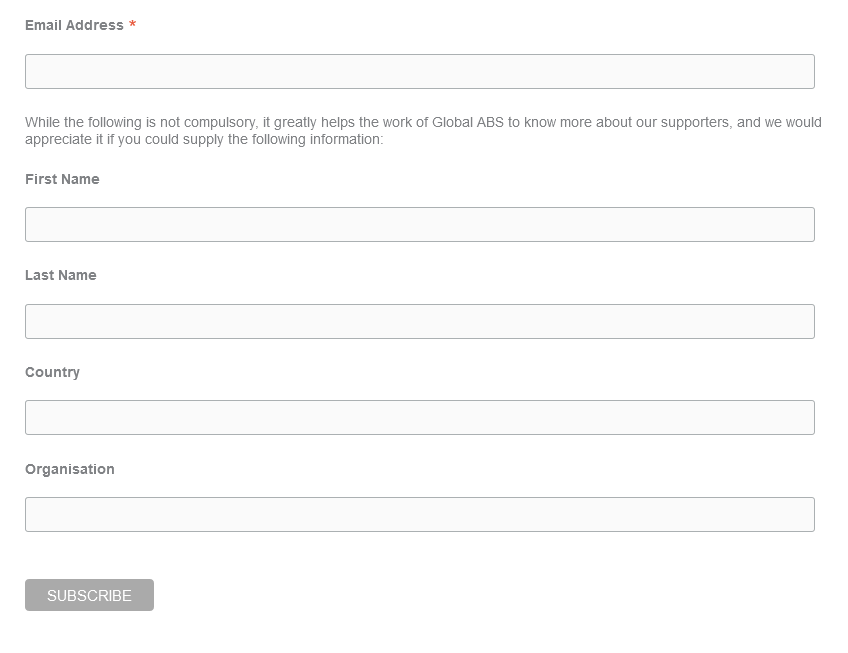 Email Address *
While the following is not compulsory, it greatly helps the work of Global ABS to know more about our supporters, and we would
appreciate it if you could supply the following information:
First Name
Last Name
Country
Organisation
SUBSCRIBE